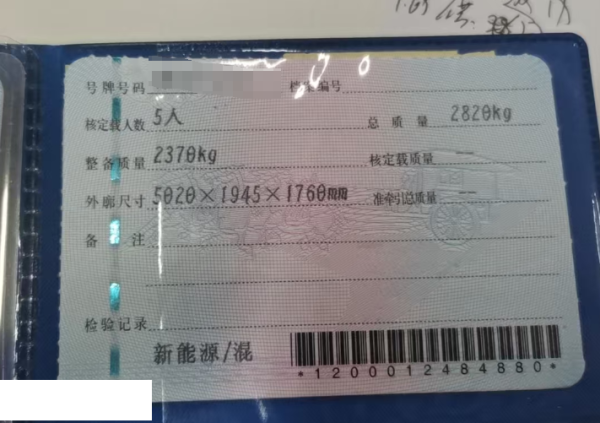 号牌号码 档案编号
核定载人数 5人 总质量 2820kg
整备质量 2370kg 核定载质量 --
外廓尺寸 5020×1945×1760mm 准牵引总质量 --
备注
检验记录
新能源/混
*1200012484880*